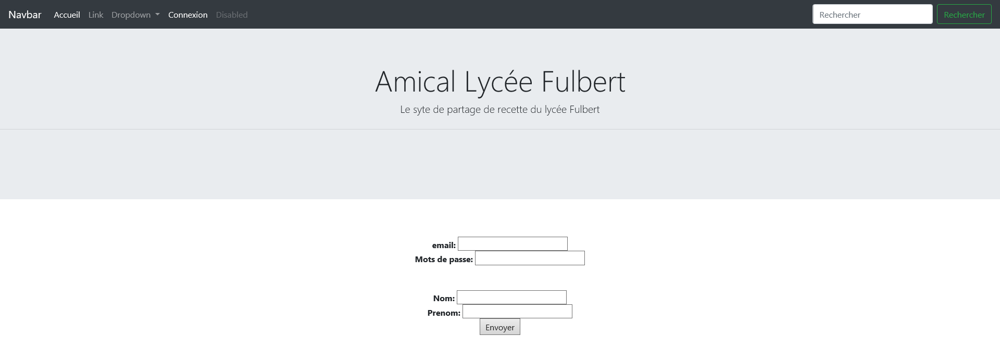 Navbar Accueil Link Dropdown Connexion Disabled Rechercher Rechercher
Amical Lycée Fulbert
Le syte de partage de recette du lycée Fulbert
email:
Mots de passe:
Nom:
Prenom:
Envoyer